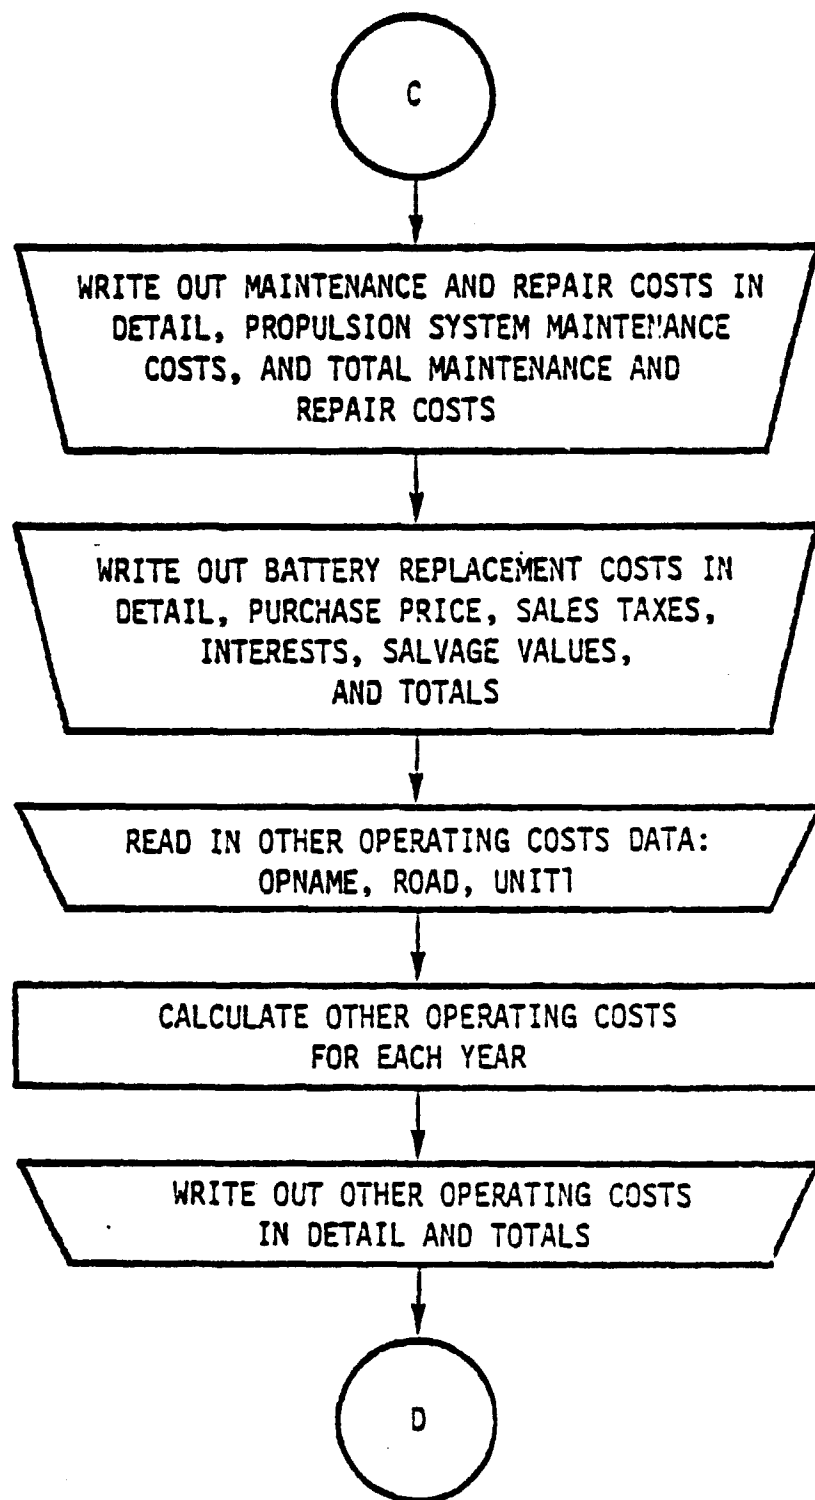 C
WRITE OUT MAINTENANCE AND REPAIR COSTS IN
DETAIL, PROPULSION SYSTEM MAINTENANCE
COSTS, AND TOTAL MAINTENANCE AND
REPAIR COSTS
WRITE OUT BATTERY REPLACEMENT COSTS IN
DETAIL, PURCHASE PRICE, SALES TAXES,
INTERESTS, SALVAGE VALUES,
AND TOTALS
READ IN OTHER OPERATING COSTS DATA:
OPNAME, ROAD, UNIT1
CALCULATE OTHER OPERATING COSTS
FOR EACH YEAR
WRITE OUT OTHER OPERATING COSTS
IN DETAIL AND TOTALS
D